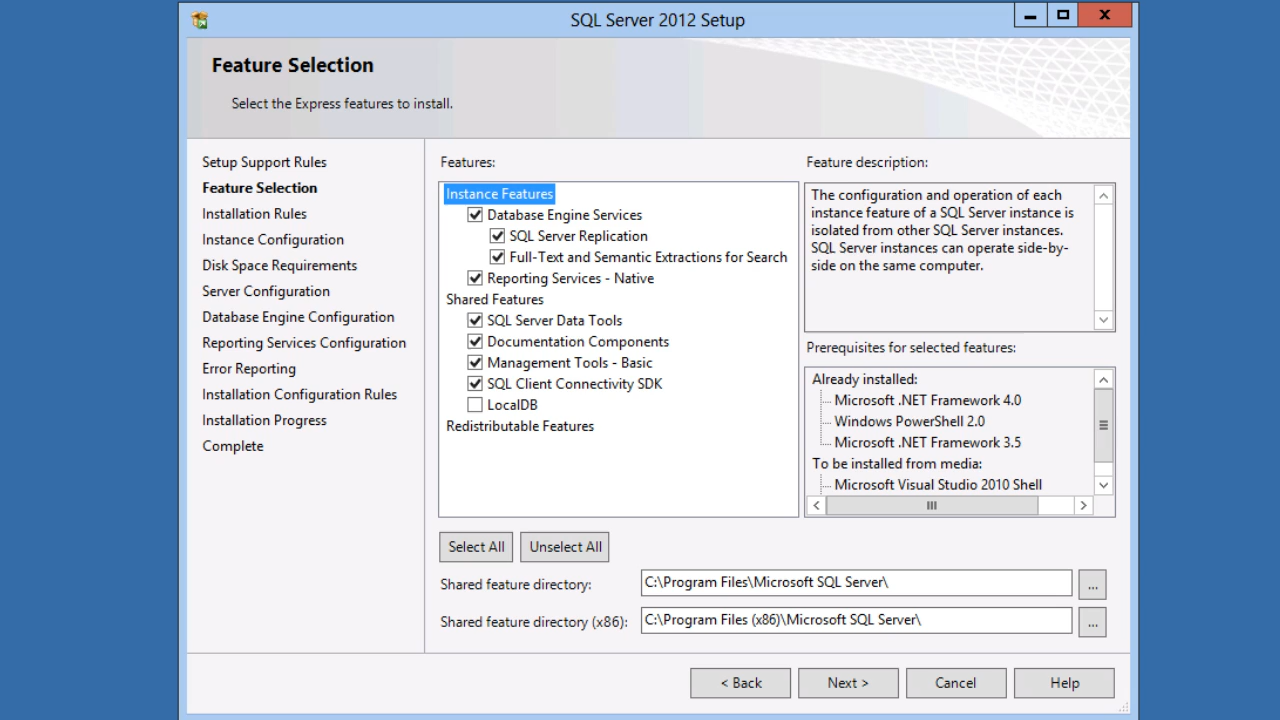 SQL Server 2012 Setup
Feature Selection
Select the Express features to install.
Setup Support Rules
Feature Selection
Installation Rules
Instance Configuration
Disk Space Requirements
Server Configuration
Database Engine Configuration
Reporting Services Configuration
Error Reporting
Installation Configuration Rules
Installation Progress
Complete
Features:
Instance Features
Database Engine Services
SQL Server Replication
Full-Text and Semantic Extractions for Search
Reporting Services - Native
Shared Features
SQL Server Data Tools
Documentation Components
Management Tools - Basic
SQL Client Connectivity SDK
LocalDB
Redistributable Features
Feature description:
The configuration and operation of each
instance feature of a SQL Server instance is
isolated from other SQL Server instances.
SQL Server instances can operate side-by-
side on the same computer.
Prerequisites for selected features:
Already installed:
Microsoft .NET Framework 4.0
Windows PowerShell 2.0
Microsoft .NET Framework 3.5
To be installed from media:
Microsoft Visual Studio 2010 Shell
Select All
Unselect All
Shared feature directory:
C:\Program Files\Microsoft SQL Server\
...
Shared feature directory (x86):
C:\Program Files (x86)\Microsoft SQL Server\
...
< Back
Next >
Cancel
Help